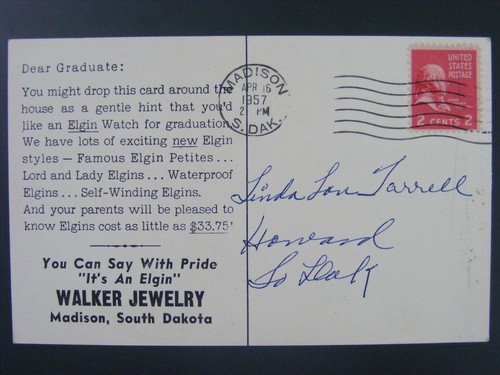 Dear Graduate:
You might drop this card around the
house as a gentle hint that you'd
like an Elgin Watch for graduation
We have lots of exciting new Elgin
styles — Famous Elgin Petites . . .
Lord and Lady Elgins . . . Waterproof
Elgins . . . Self-Winding Elgins.
And your parents will be pleased to
know Elgins cost as little as $33.75!
You Can Say With Pride
"It's An Elgin"
WALKER JEWELRY
Madison, South Dakota
MADISON
APR 16
1957
2 PM
S. DAK.
UNITED
STATES
POSTAGE
2 CENTS 2
Linda Lou Tarrell
Howard
So Dak